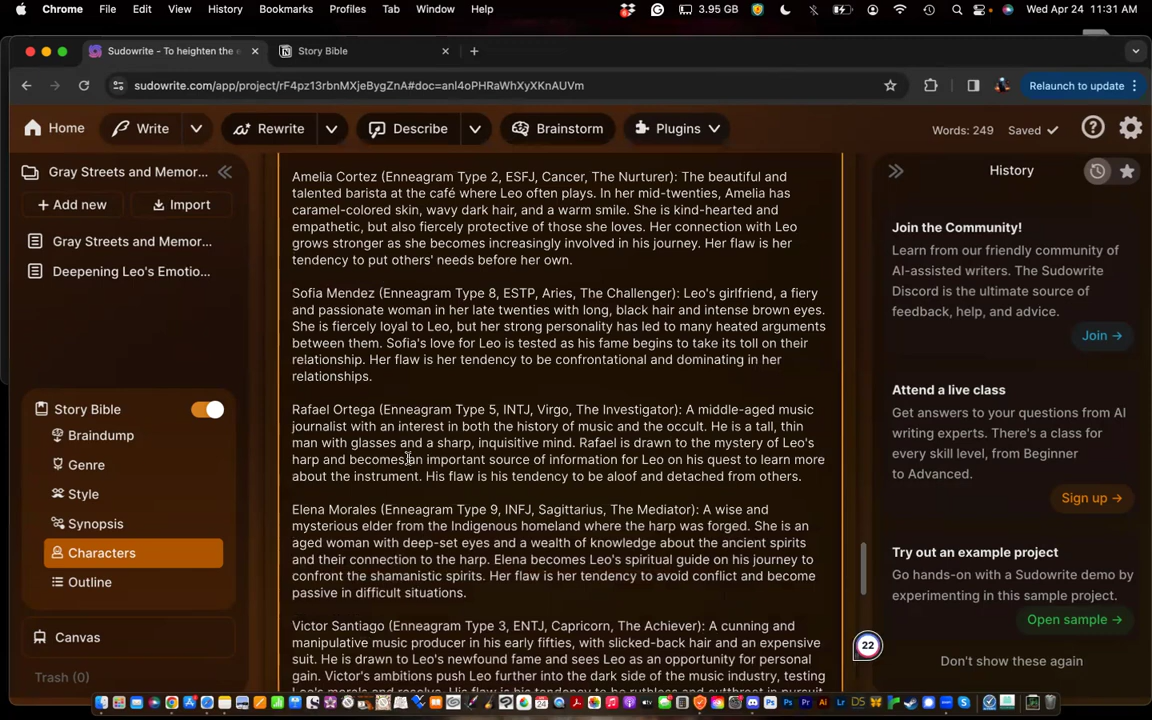 Chrome File Edit View History Bookmarks Profiles Tab Window Help 3.95 GB Wed Apr 24 11:31 AM
Sudowrite - To heighten the e Story Bible
sudowrite.com/app/project/rF4pz13rbnMXjeBygZnA#doc=anl4oPHRaWhXyXKnAUVm Relaunch to update
Home Write Rewrite Describe Brainstorm Plugins Words: 249 Saved
Gray Streets and Memor...
+ Add new Import
Gray Streets and Memor...
Deepening Leo's Emotio...
Story Bible
Braindump
Genre
Style
Synopsis
Characters
Outline
Canvas
Trash (0)
Amelia Cortez (Enneagram Type 2, ESFJ, Cancer, The Nurturer): The beautiful and
talented barista at the café where Leo often plays. In her mid-twenties, Amelia has
caramel-colored skin, wavy dark hair, and a warm smile. She is kind-hearted and
empathetic, but also fiercely protective of those she loves. Her connection with Leo
grows stronger as she becomes increasingly involved in his journey. Her flaw is her
tendency to put others' needs before her own.
Sofia Mendez (Enneagram Type 8, ESTP, Aries, The Challenger): Leo's girlfriend, a fiery
and passionate woman in her late twenties with long, black hair and intense brown eyes.
She is fiercely loyal to Leo, but her strong personality has led to many heated arguments
between them. Sofia's love for Leo is tested as his fame begins to take its toll on their
relationship. Her flaw is her tendency to be confrontational and dominating in her
relationships.
Rafael Ortega (Enneagram Type 5, INTJ, Virgo, The Investigator): A middle-aged music
journalist with an interest in both the history of music and the occult. He is a tall, thin
man with glasses and a sharp, inquisitive mind. Rafael is drawn to the mystery of Leo's
harp and becomes an important source of information for Leo on his quest to learn more
about the instrument. His flaw is his tendency to be aloof and detached from others.
Elena Morales (Enneagram Type 9, INFJ, Sagittarius, The Mediator): A wise and
mysterious elder from the Indigenous homeland where the harp was forged. She is an
aged woman with deep-set eyes and a wealth of knowledge about the ancient spirits
and their connection to the harp. Elena becomes Leo's spiritual guide on his journey to
confront the shamanistic spirits. Her flaw is her tendency to avoid conflict and become
passive in difficult situations.
Victor Santiago (Enneagram Type 3, ENTJ, Capricorn, The Achiever): A cunning and
manipulative music producer in his early fifties, with slicked-back hair and an expensive
suit. He is drawn to Leo's newfound fame and sees Leo as an opportunity for personal
gain. Victor's ambitions push Leo further into the dark side of the music industry, testing
Leo's morals and resolve. His flaw is his tendency to be ruthless and cutthroat in pursuit
22
History
Join the Community!
Learn from our friendly community of
AI-assisted writers. The Sudowrite
Discord is the ultimate source of
feedback, help, and advice.
Join →
Attend a live class
Get answers to your questions from AI
writing experts. There's a class for
every skill level, from Beginner
to Advanced.
Sign up →
Try out an example project
Go hands-on with a Sudowrite demo by
experimenting in this sample project.
Open sample →
Don't show these again